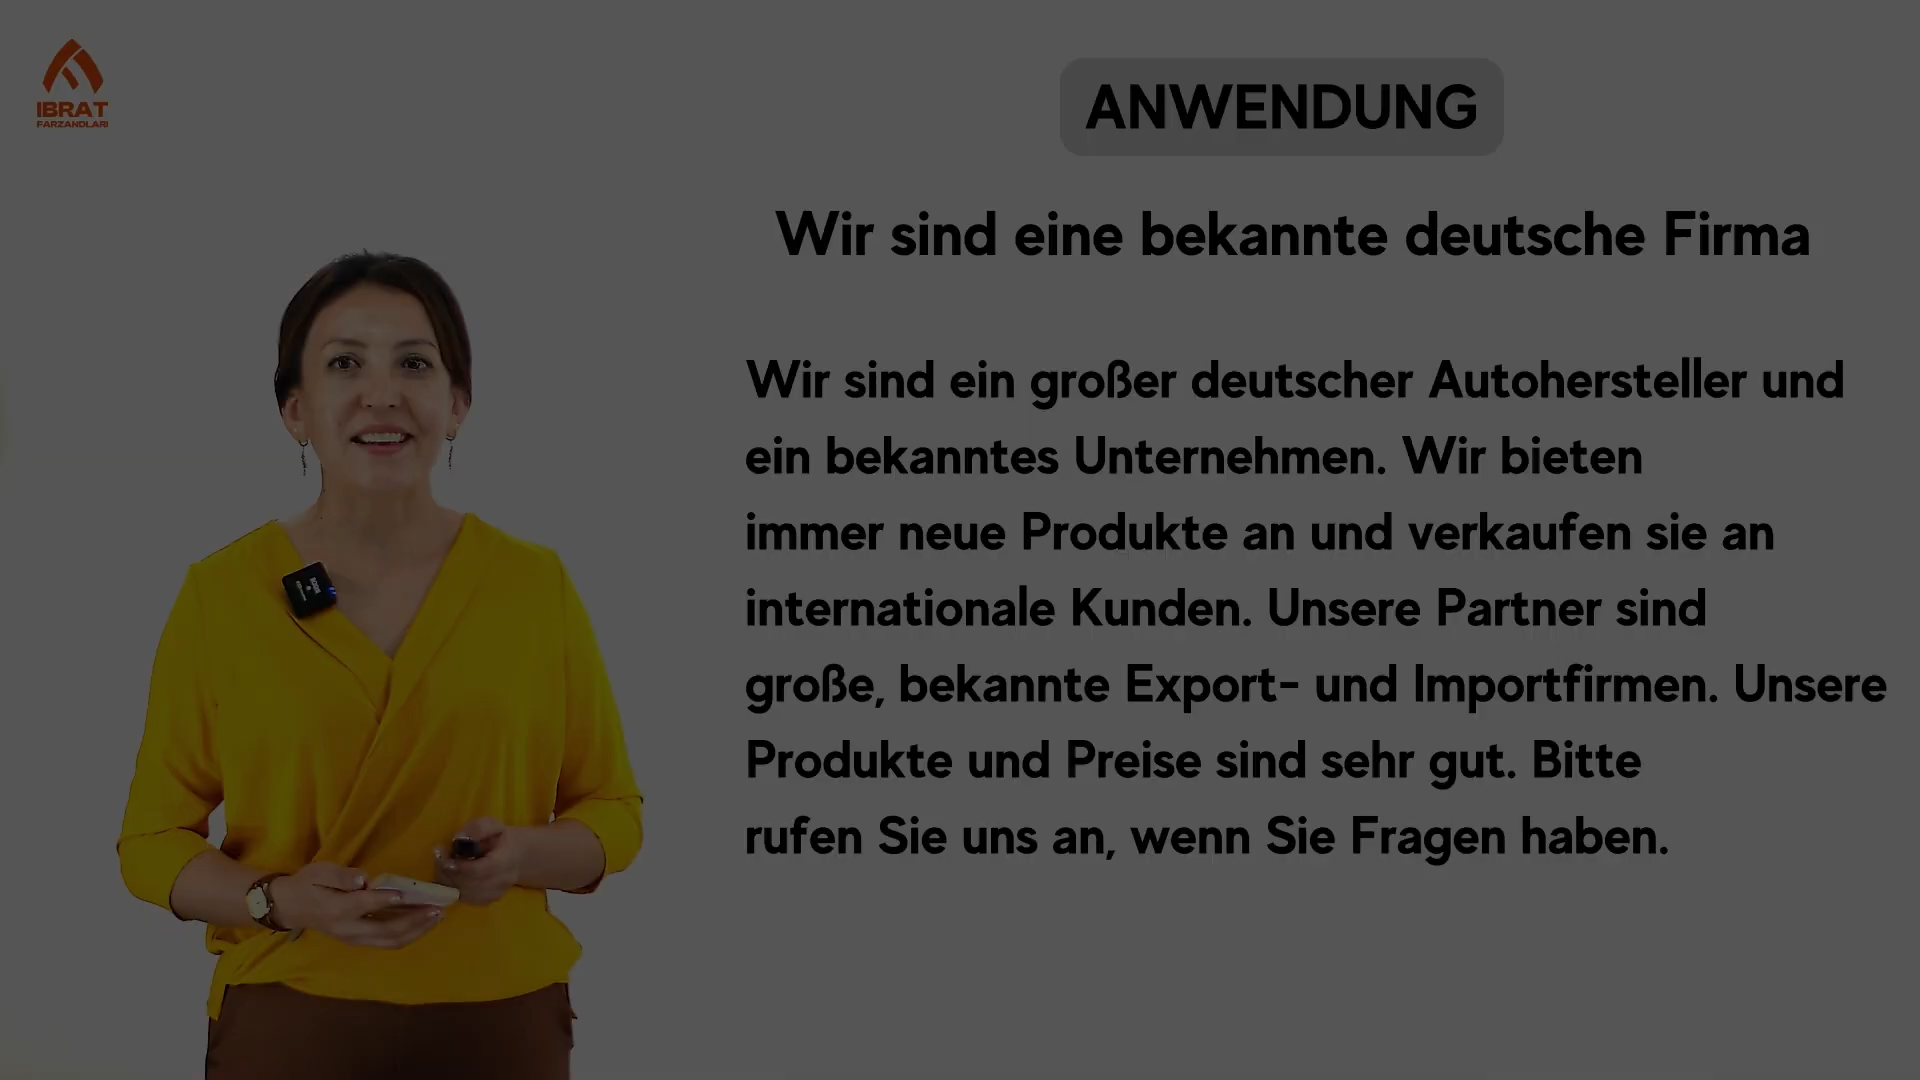 IBRAT
FARZANDLARI
ANWENDUNG
Wir sind eine bekannte deutsche Firma
Wir sind ein großer deutscher Autohersteller und
ein bekanntes Unternehmen. Wir bieten
immer neue Produkte an und verkaufen sie an
internationale Kunden. Unsere Partner sind
große, bekannte Export- und Importfirmen. Unsere
Produkte und Preise sind sehr gut. Bitte
rufen Sie uns an, wenn Sie Fragen haben.